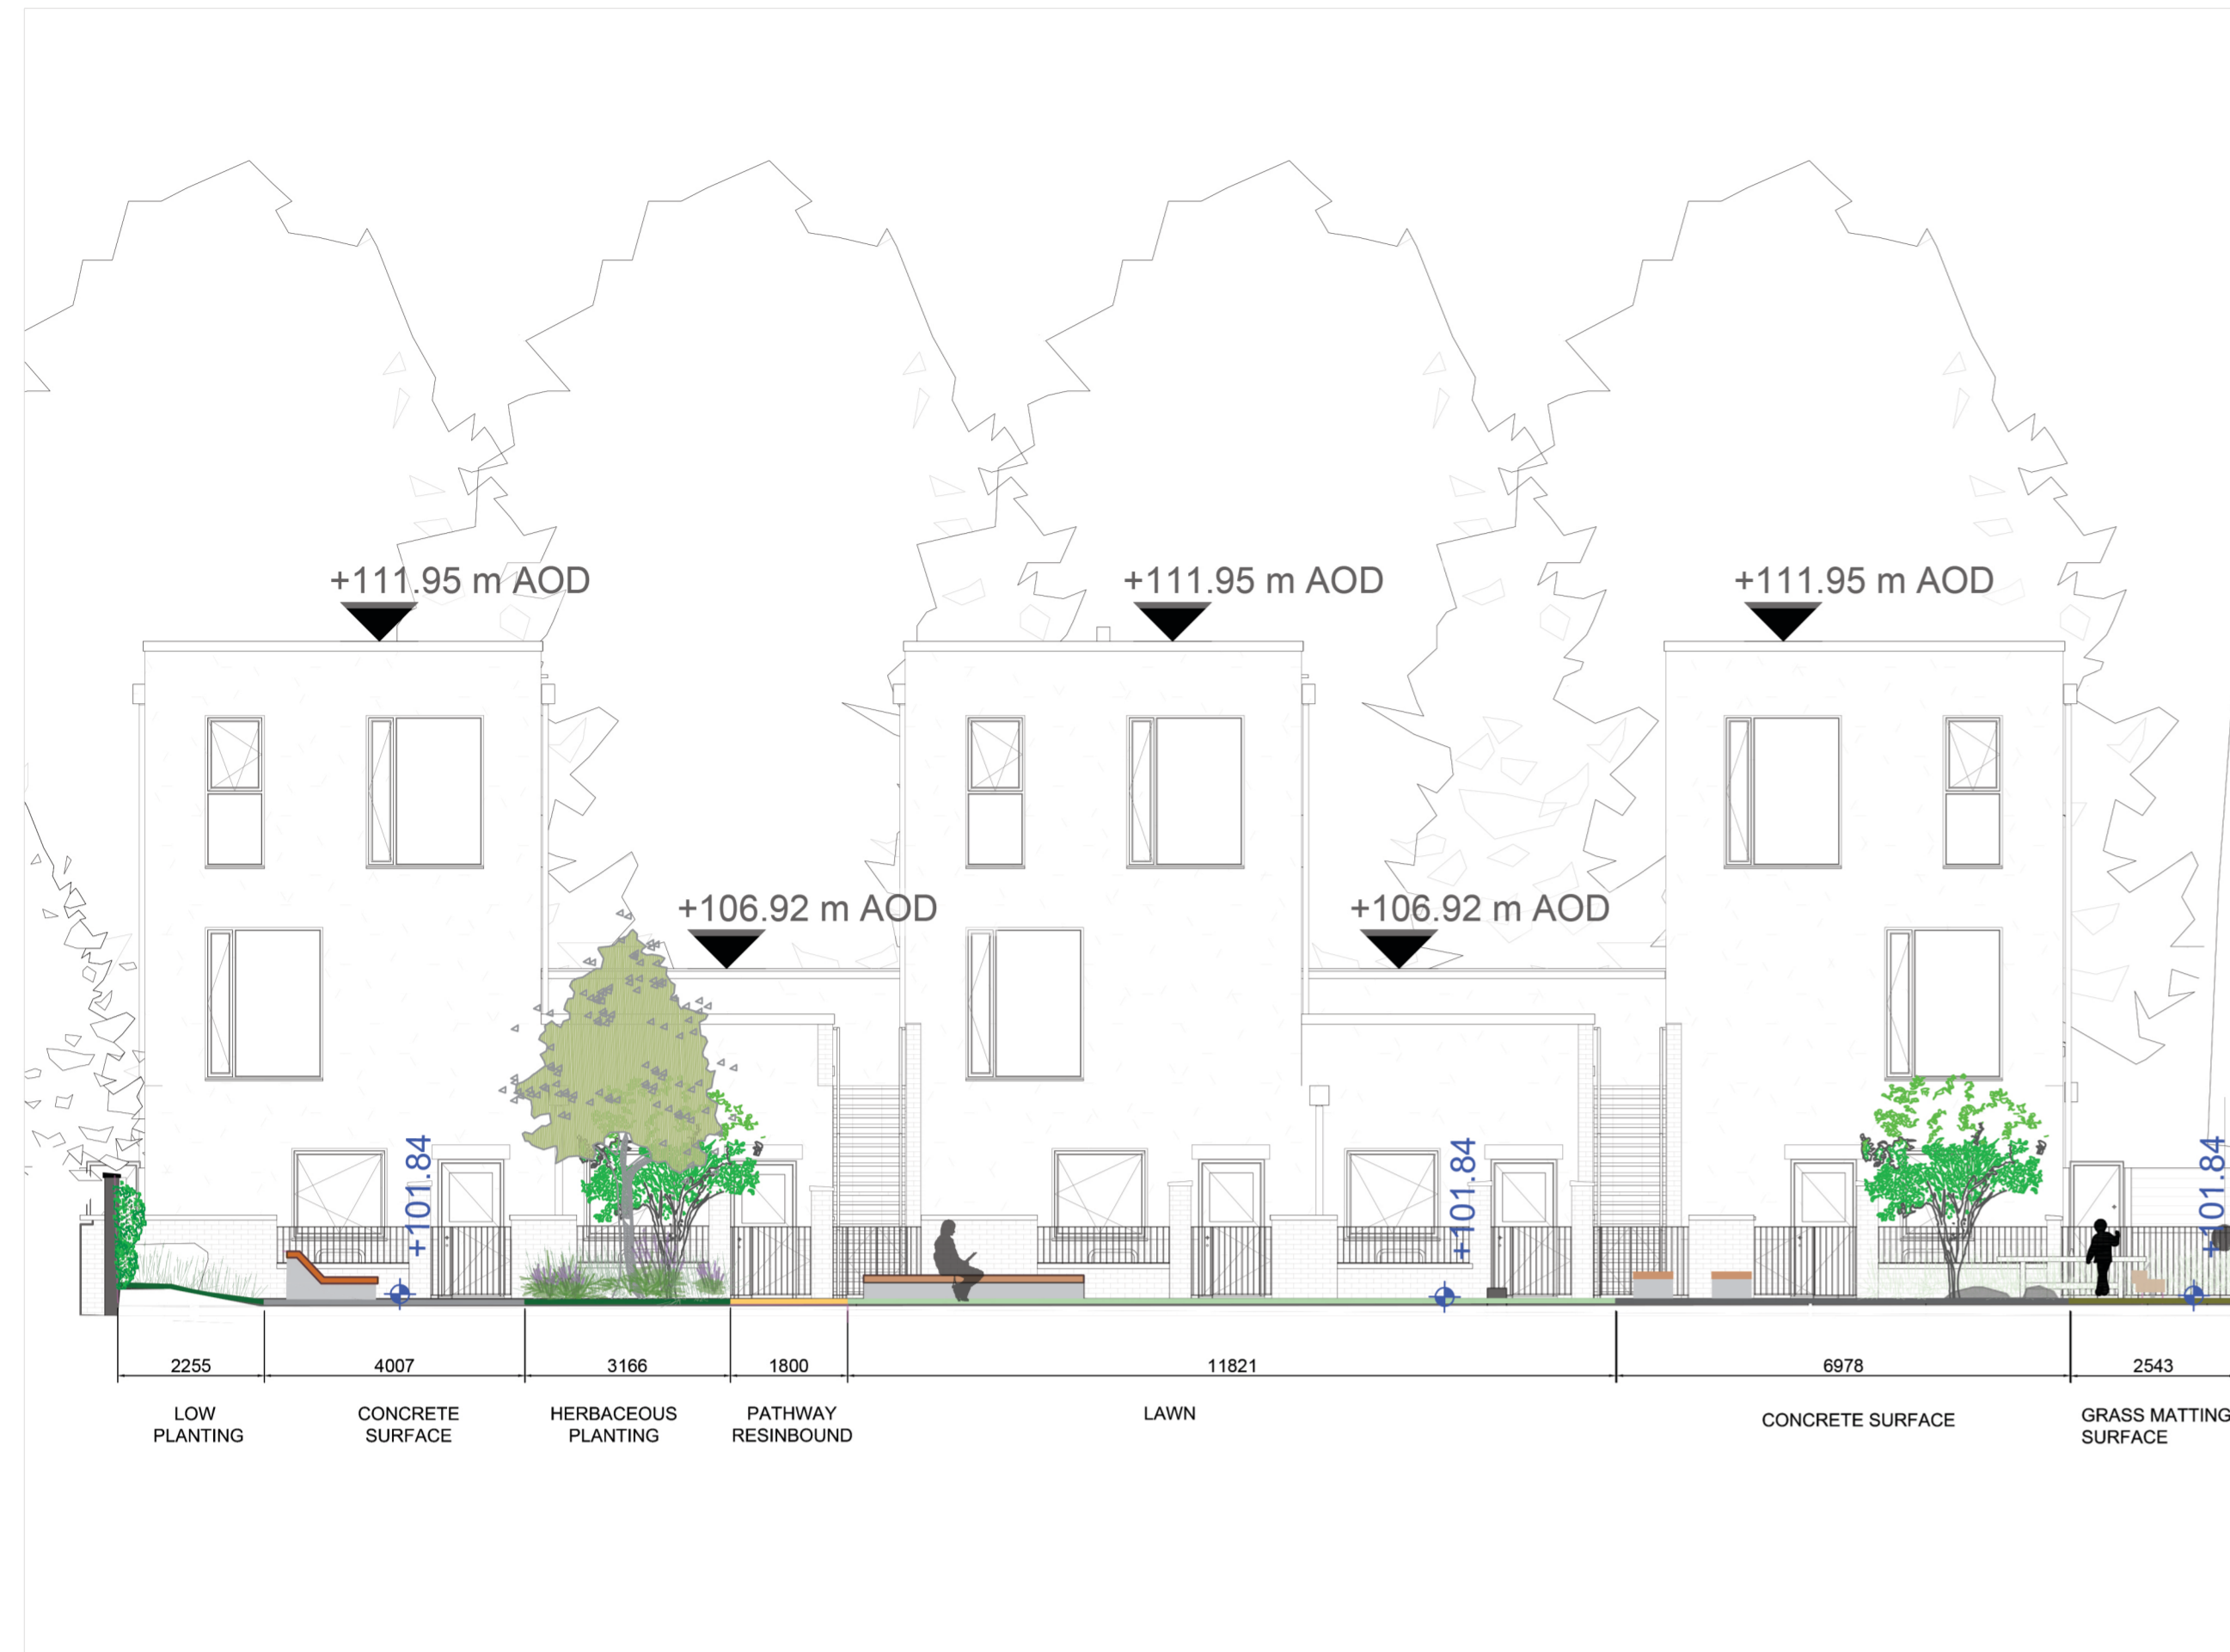 +111.95 m AOD
+111.95 m AOD
+111.95 m AOD
+106.92 m AOD
+106.92 m AOD
+101.84
+101.84
+101.84
2255
4007
3166
1800
11821
6978
2543
LOW
PLANTING
CONCRETE
SURFACE
HERBACEOUS
PLANTING
PATHWAY
RESINBOUND
LAWN
CONCRETE SURFACE
GRASS MATTING
SURFACE